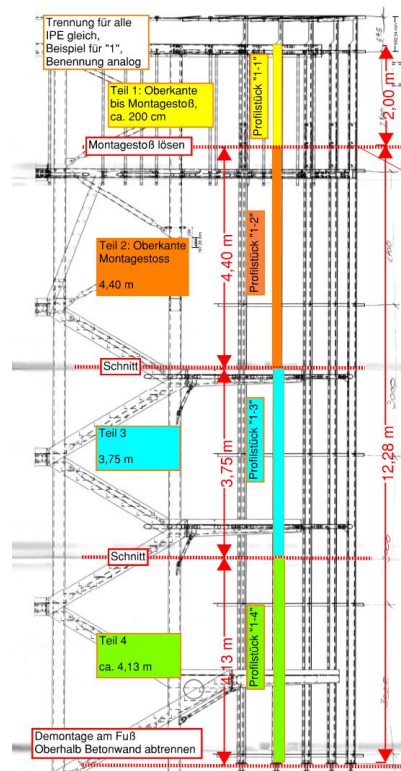 Trennung für alle
IPE gleich,
Beispiel für "1",
Benennung analog
Teil 1: Oberkante
bis Montagestoß,
ca. 200 cm
Profilstück "1-1"
2,00 m
Montagestoß lösen
Teil 2: Oberkante
Montagestoss
4,40 m
4,40 m
Profilstück "1-2"
Schnitt
Teil 3
3,75 m
3,75 m
Profilstück "1-3"
12,28 m
Schnitt
Teil 4
ca. 4,13 m
4,13 m
Profilstück "1-4"
Demontage am Fuß
Oberhalb Betonwand abtrennen